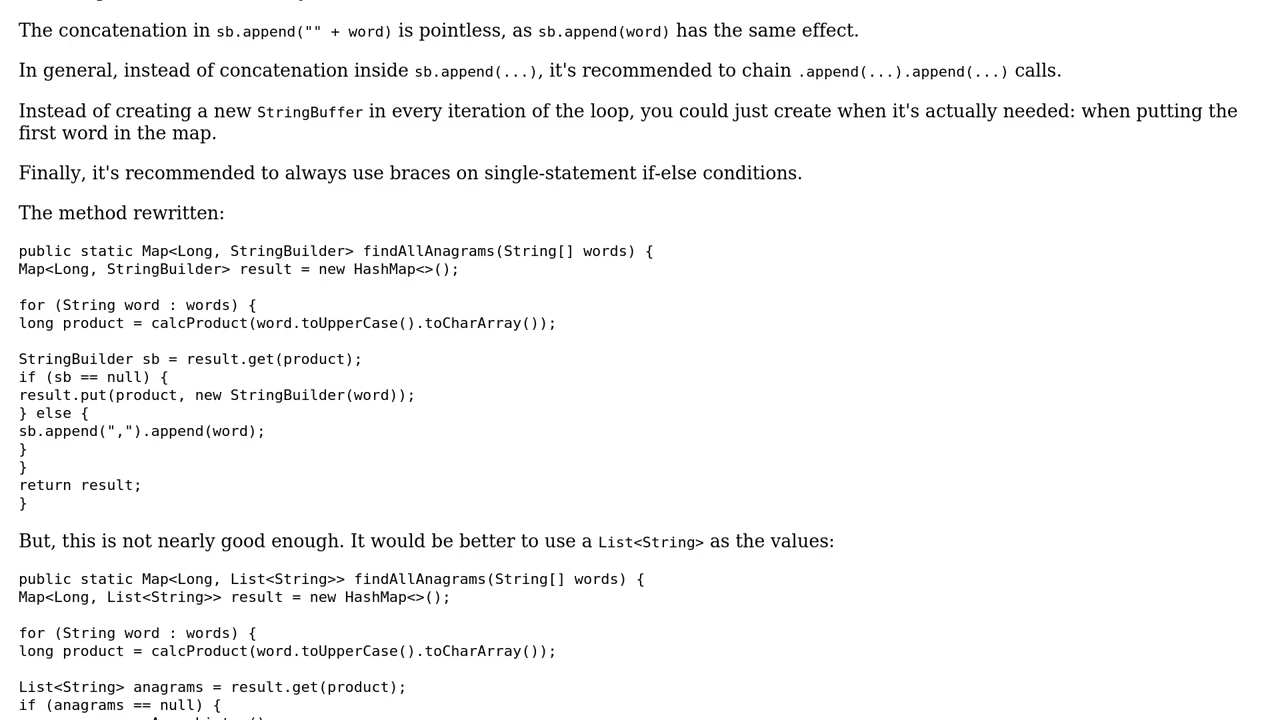 The concatenation in sb.append("" + word) is pointless, as sb.append(word) has the same effect.
In general, instead of concatenation inside sb.append(...), it's recommended to chain .append(...).append(...) calls.
Instead of creating a new StringBuffer in every iteration of the loop, you could just create when it's actually needed: when putting the
first word in the map.
Finally, it's recommended to always use braces on single-statement if-else conditions.
The method rewritten:
public static Map<Long, StringBuilder> findAllAnagrams(String[] words) {
Map<Long, StringBuilder> result = new HashMap<>();
for (String word : words) {
long product = calcProduct(word.toUpperCase().toCharArray());
StringBuilder sb = result.get(product);
if (sb == null) {
result.put(product, new StringBuilder(word));
} else {
sb.append(",").append(word);
}
}
return result;
}
But, this is not nearly good enough. It would be better to use a List<String> as the values:
public static Map<Long, List<String>> findAllAnagrams(String[] words) {
Map<Long, List<String>> result = new HashMap<>();
for (String word : words) {
long product = calcProduct(word.toUpperCase().toCharArray());
List<String> anagrams = result.get(product);
if (anagrams == null) {